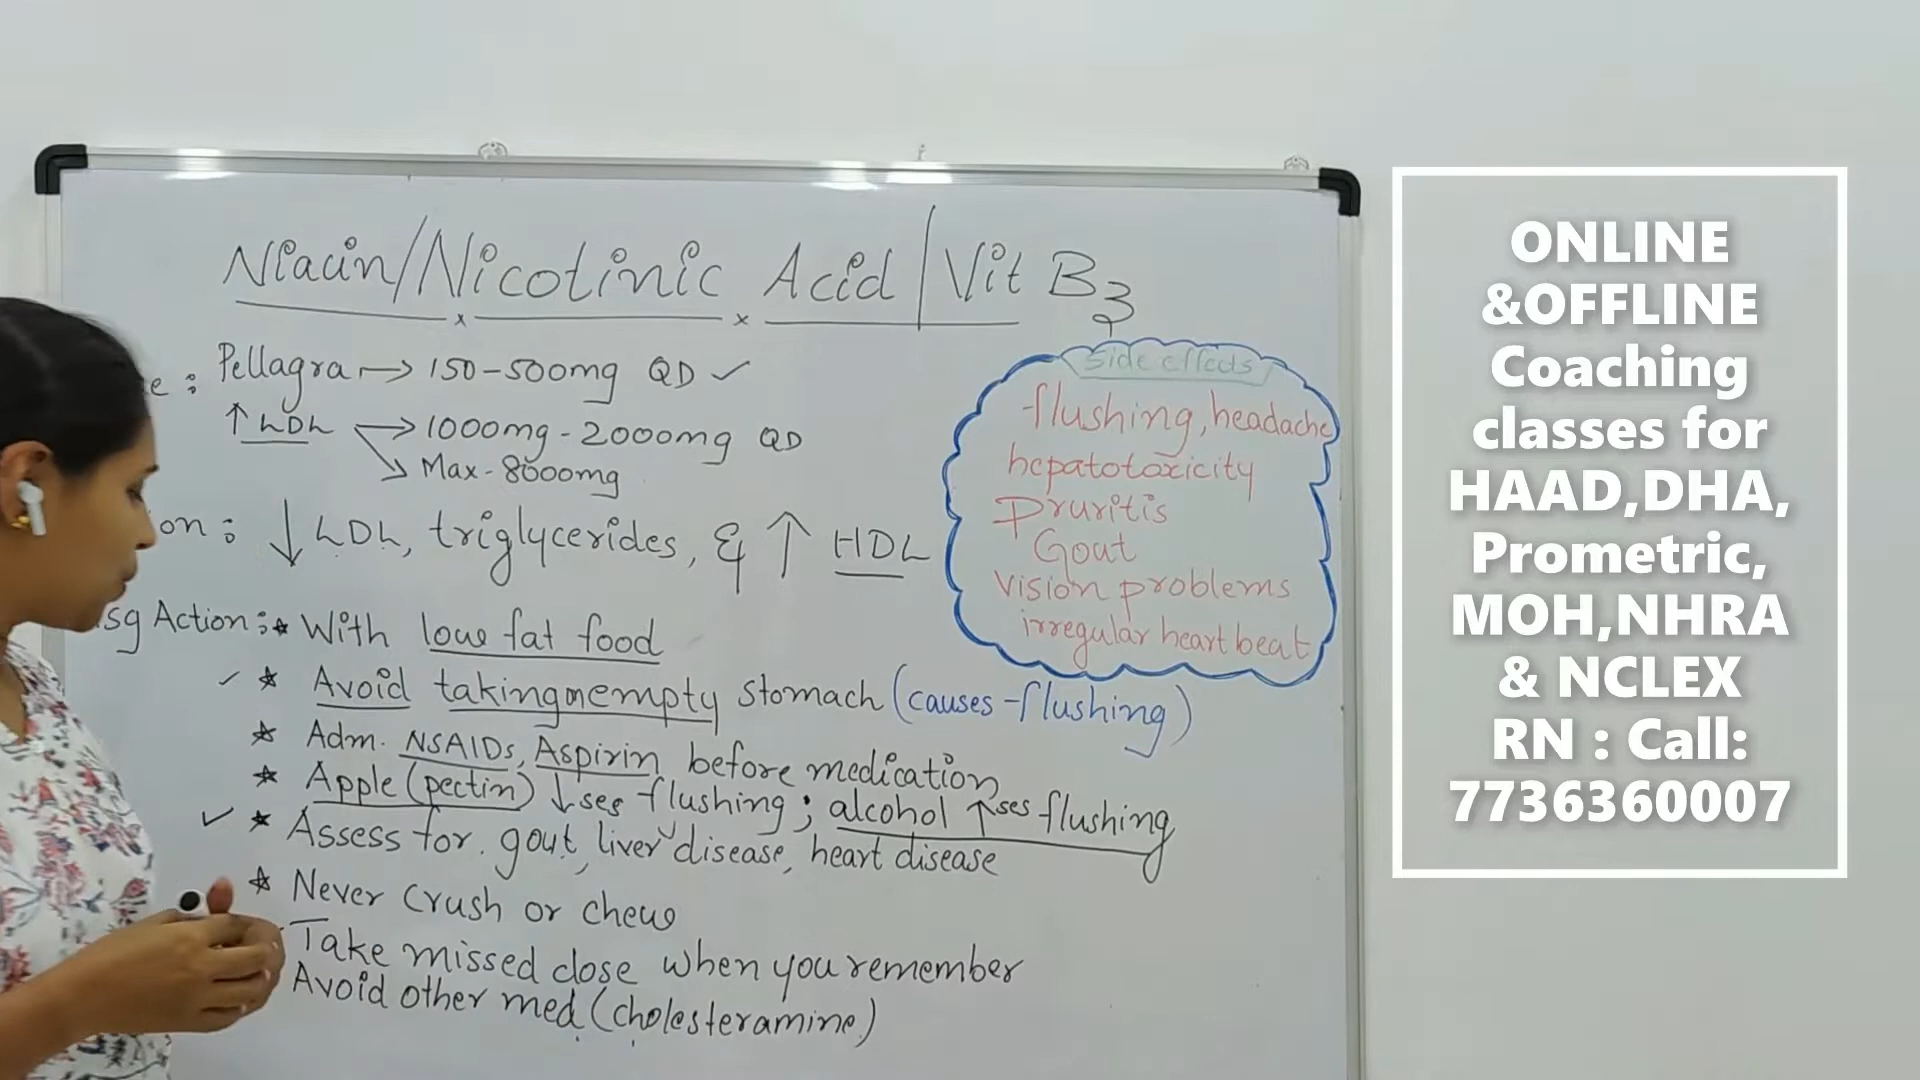 Niacin/Nicotinic Acid/Vit B3
e : Pellagra → 150-500mg QD ✓
↑ LDL → 1000mg-2000mg QD
Max-8000mg
on : ↓ LDL, triglycerides, & ↑ HDL
sg Action : ★ With low fat food
✓ ★ Avoid taking empty stomach (causes-flushing)
★ Adm. NSAIDs, Aspirin before medication
★ Apple (pectin) ↓ses flushing; alcohol ↑ses flushing
✓ ★ Assess for. gout, liver disease, heart disease
★ Never Crush or chew
Take missed dose when you remember
Avoid other med (cholesteramine)
Side effects
flushing, headache
hepatotoxicity
Pruritis
Gout
Vision problems
irregular heart beat
ONLINE
&OFFLINE
Coaching
classes for
HAAD,DHA,
Prometric,
MOH,NHRA
& NCLEX
RN : Call:
7736360007